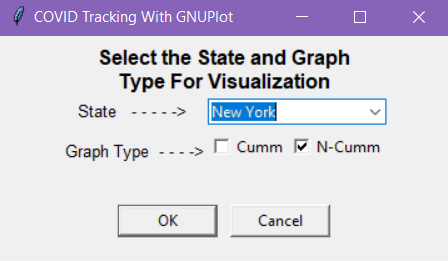 COVID Tracking With GNUPlot
Select the State and Graph
Type For Visualization
State - - - - -> New York
Graph Type - - - -> Cumm N-Cumm
OK Cancel